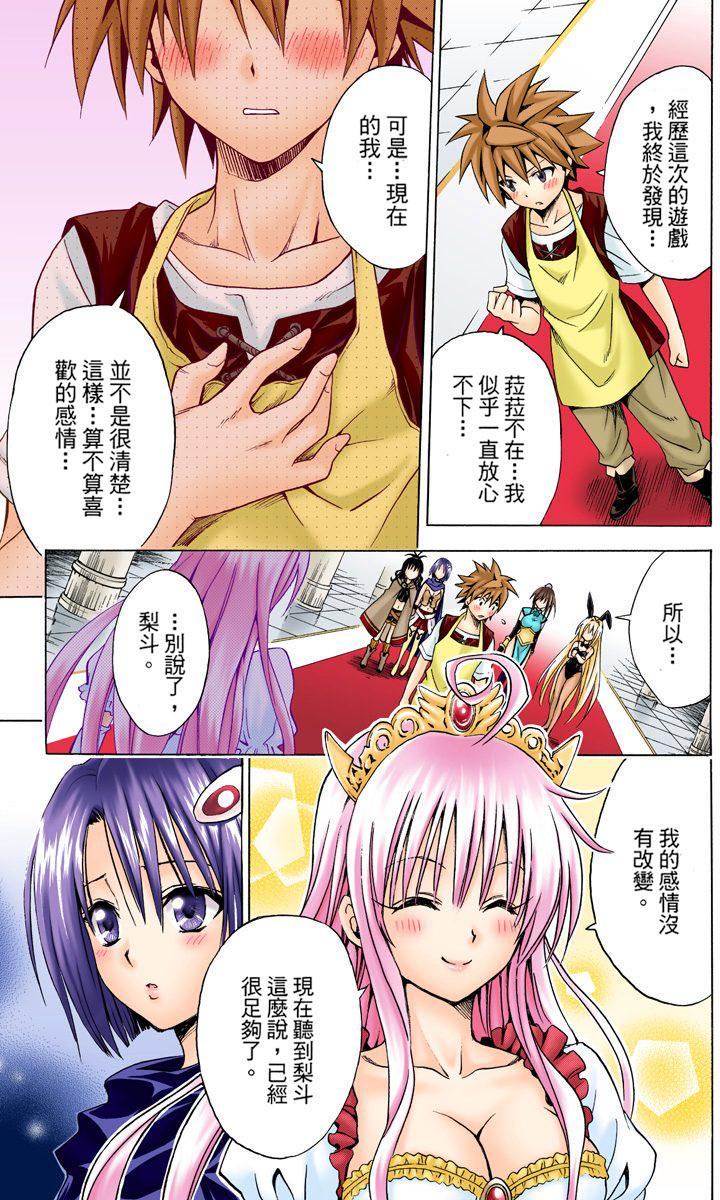 經歷這次的遊戲
，我終於發現…
菈菈不在…我
似乎一直放心
不下…
可是…現在
的我…
並不是很清楚…
這樣…算不算喜
歡的感情…
所以…
…別說了，
梨斗。
我的感情沒
有改變。
現在聽到梨斗
這麼說，已經
很足夠了。